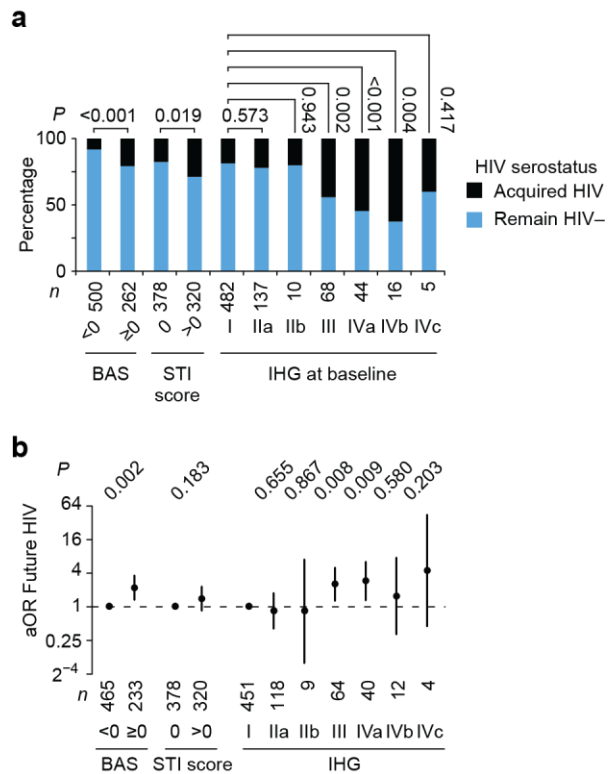 a
P
<0.001
0.019
0.573
0.943
0.002
<0.001
0.004
0.417
100
50
0
Percentage
HIV serostatus
Acquired HIV
Remain HIV–
n 500 262 378 320 482 137 10 68 44 16 5
<0 ≥0 0 >0 I IIa IIb III IVa IVb IVc
BAS STI score IHG at baseline
b
P
0.002 0.183 0.655 0.867 0.008 0.009 0.580 0.203
aOR Future HIV
64
16
4
1
0.25
2⁻⁴
n 465 233 378 320 451 118 9 64 40 12 4
<0 ≥0 0 >0 I IIa IIb III IVa IVb IVc
BAS STI score IHG